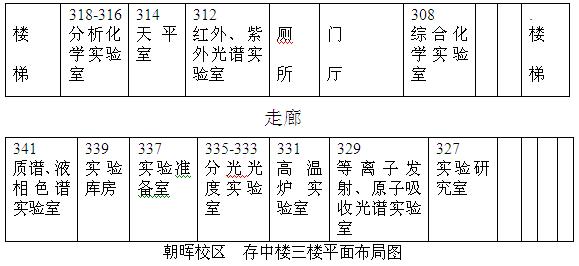 318-316 314 312 308
楼 分析化 天平 红外、紫 厕 门 综合化 楼
学实验 室 外光谱实
梯 室 验室 所 厅 学实验 梯
室
走廊
341 339 337 335-333 331 329 327
质谱、液 实验 实验准 分光光 高温 等离子发 实验研
相色谱 库房 备室 度实验 炉实 射、原子吸 究室
实验室 室 验室 收光谱实验
室
朝晖校区 存中楼三楼平面布局图